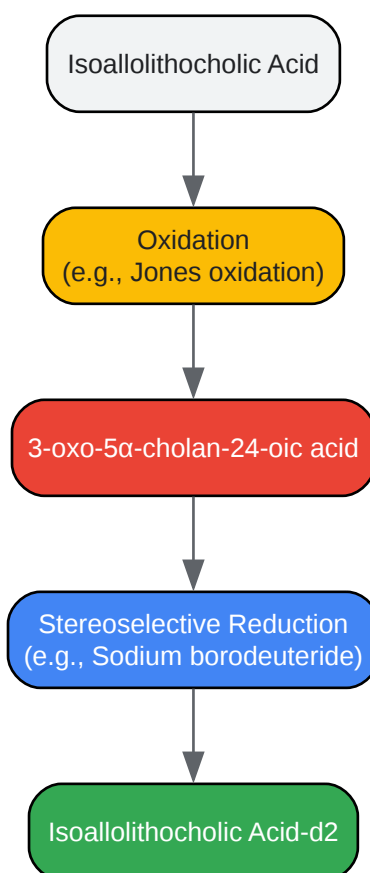 Isoallolithocholic Acid
Oxidation
(e.g., Jones oxidation)
3-oxo-5α-cholan-24-oic acid
Stereoselective Reduction
(e.g., Sodium borodeuteride)
Isoallolithocholic Acid-d2